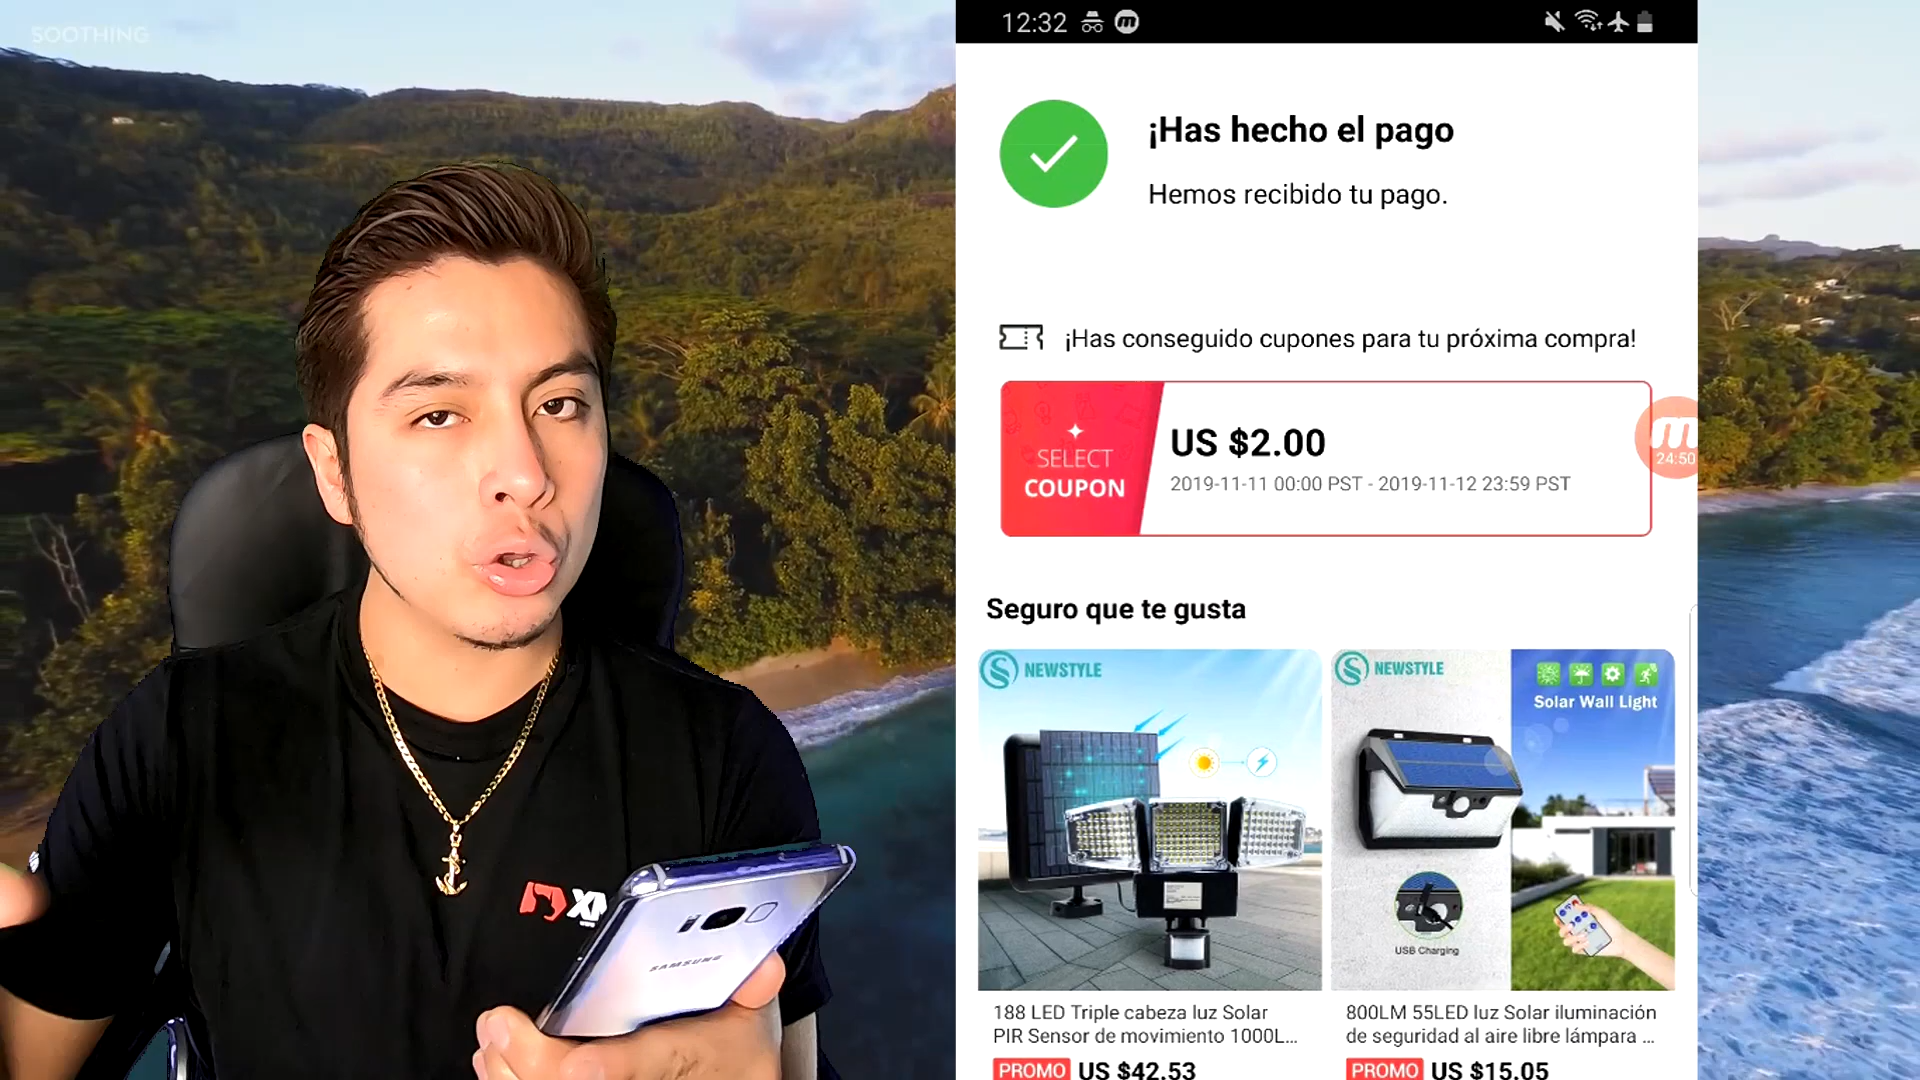 SOOTHING
12:32
¡Has hecho el pago
Hemos recibido tu pago.
¡Has conseguido cupones para tu próxima compra!
SELECT
COUPON
US $2.00
2019-11-11 00:00 PST - 2019-11-12 23:59 PST
24:50
Seguro que te gusta
NEWSTYLE
NEWSTYLE
Solar Wall Light
USB Charging
SAMSUNG
188 LED Triple cabeza luz Solar
PIR Sensor de movimiento 1000L...
PROMO US $42.53
800LM 55LED luz Solar iluminación
de seguridad al aire libre lámpara ...
PROMO US $15.05